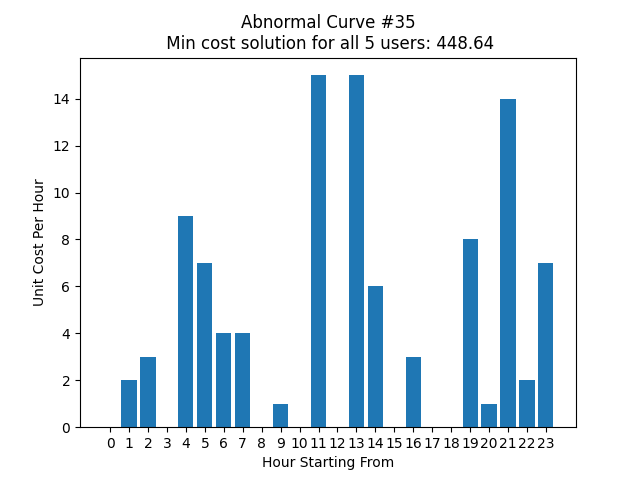 Abnormal Curve #35
Min cost solution for all 5 users: 448.64
Unit Cost Per Hour
14
12
10
8
6
4
2
0
0 1 2 3 4 5 6 7 8 9 10 11 12 13 14 15 16 17 18 19 20 21 22 23
Hour Starting From